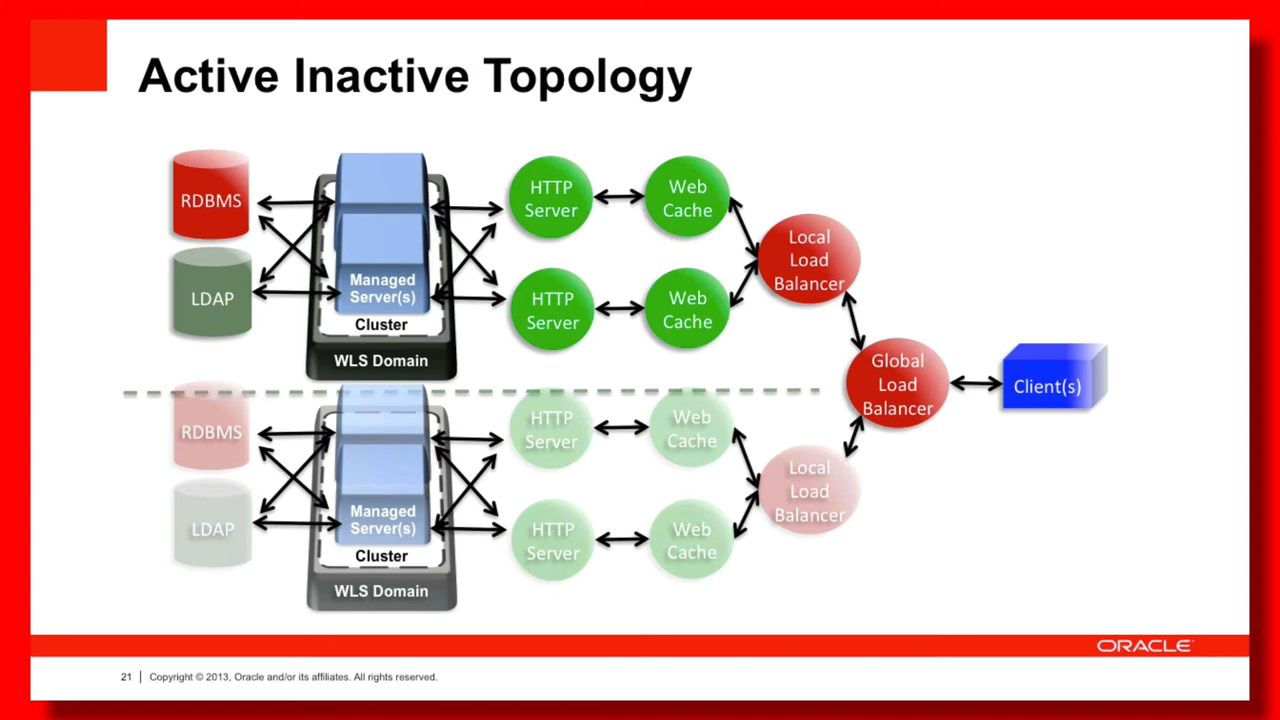 Active Inactive Topology
RDBMS
LDAP
Managed
Server(s)
Cluster
WLS Domain
HTTP
Server
HTTP
Server
Web
Cache
Web
Cache
Local
Load
Balancer
Global
Load
Balancer
Client(s)
RDBMS
LDAP
Managed
Server(s)
Cluster
WLS Domain
HTTP
Server
HTTP
Server
Web
Cache
Web
Cache
Local
Load
Balancer
ORACLE
21 | Copyright © 2013, Oracle and/or its affiliates. All rights reserved.